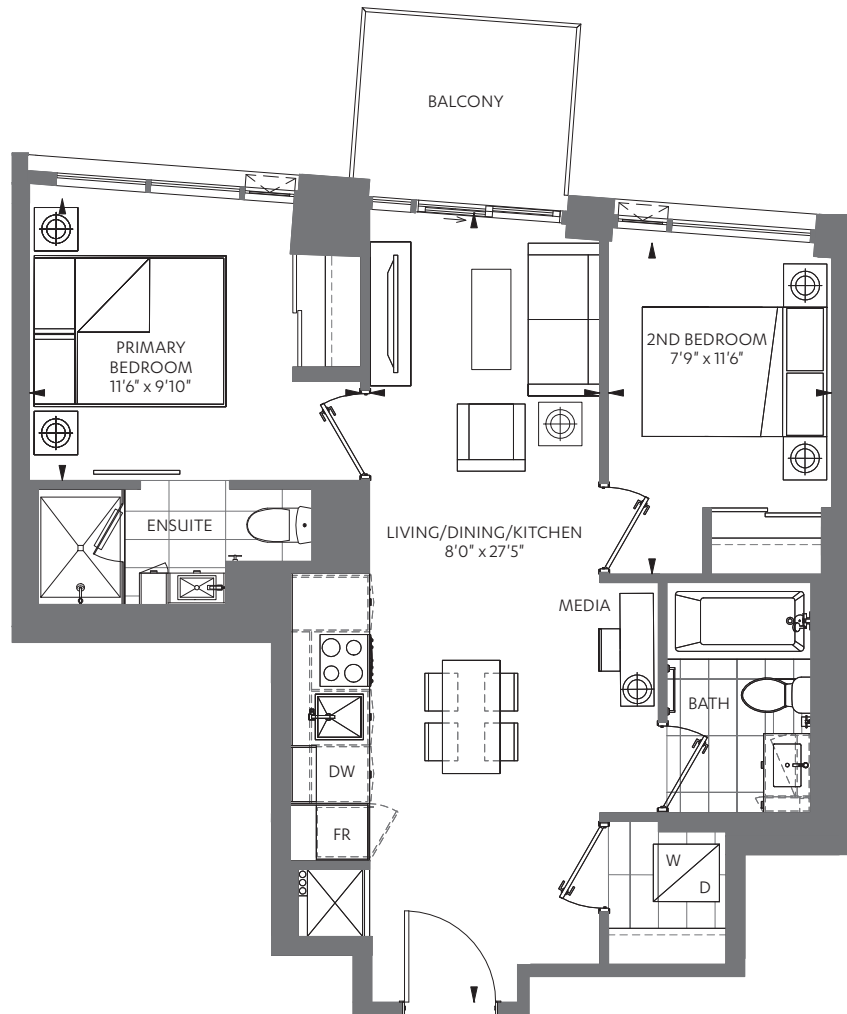 BALCONY
PRIMARY
BEDROOM
11'6" x 9'10"
2ND BEDROOM
7'9" x 11'6"
ENSUITE
LIVING/DINING/KITCHEN
8'0" x 27'5"
MEDIA
BATH
DW
FR
W
D